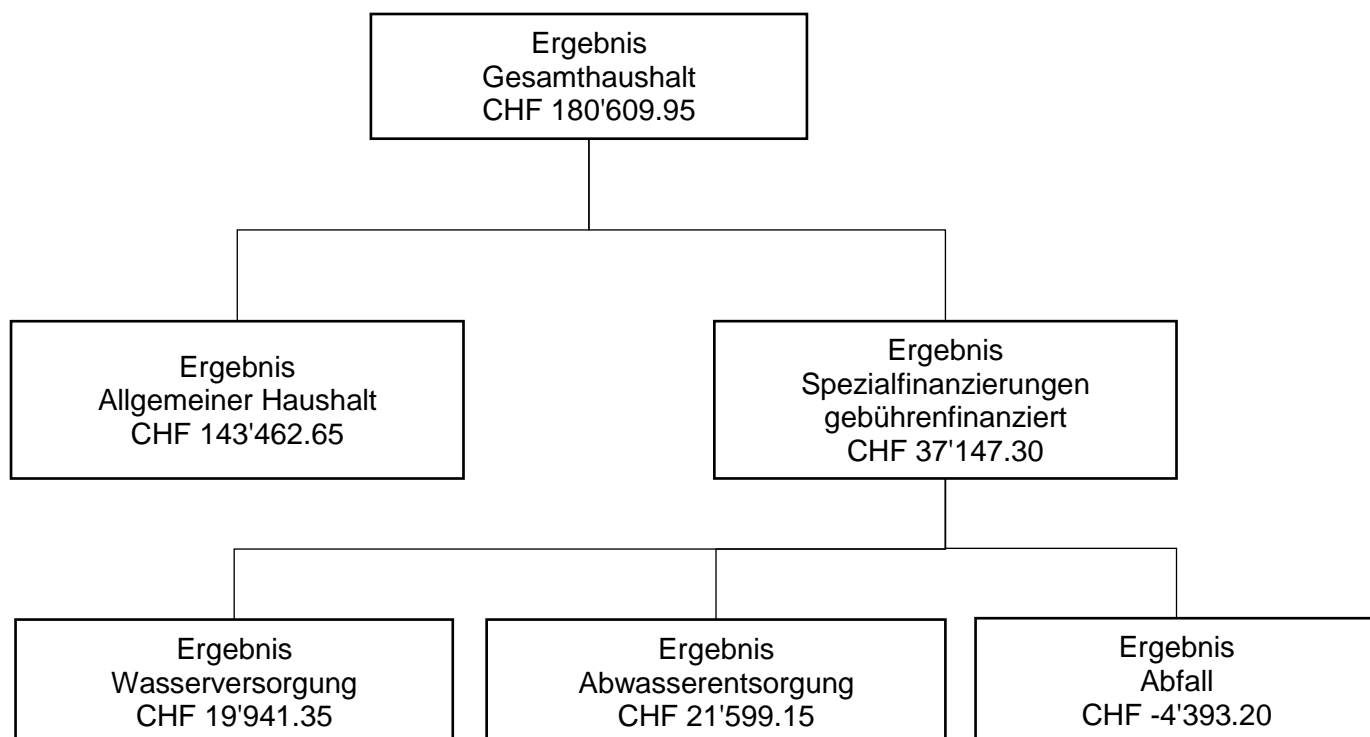 Ergebnis
Gesamthaushalt
CHF 180'609.95
Ergebnis
Allgemeiner Haushalt
CHF 143'462.65
Ergebnis
Spezialfinanzierungen
gebührenfinanziert
CHF 37'147.30
Ergebnis
Wasserversorgung
CHF 19'941.35
Ergebnis
Abwasserentsorgung
CHF 21'599.15
Ergebnis
Abfall
CHF -4'393.20